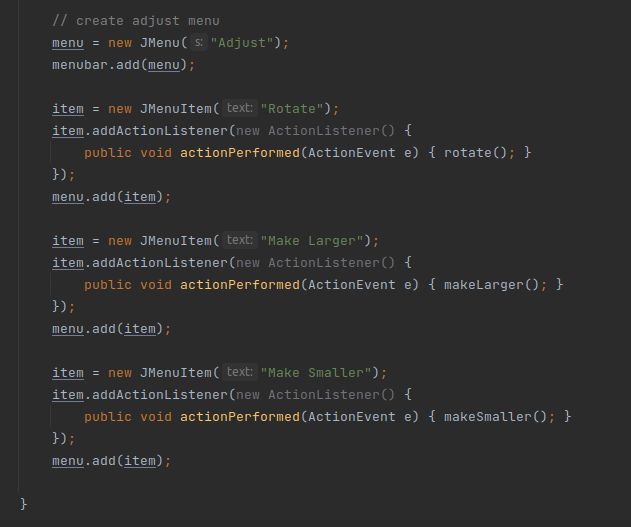 // create adjust menu
menu = new JMenu( s: "Adjust");
menubar.add(menu);
item = new JMenuItem( text: "Rotate");
item.addActionListener(new ActionListener() {
public void actionPerformed(ActionEvent e) { rotate(); }
});
menu.add(item);
item = new JMenuItem( text: "Make Larger");
item.addActionListener(new ActionListener() {
public void actionPerformed(ActionEvent e) { makeLarger(); }
});
menu.add(item);
item = new JMenuItem( text: "Make Smaller");
item.addActionListener(new ActionListener() {
public void actionPerformed(ActionEvent e) { makeSmaller(); }
});
menu.add(item);
}